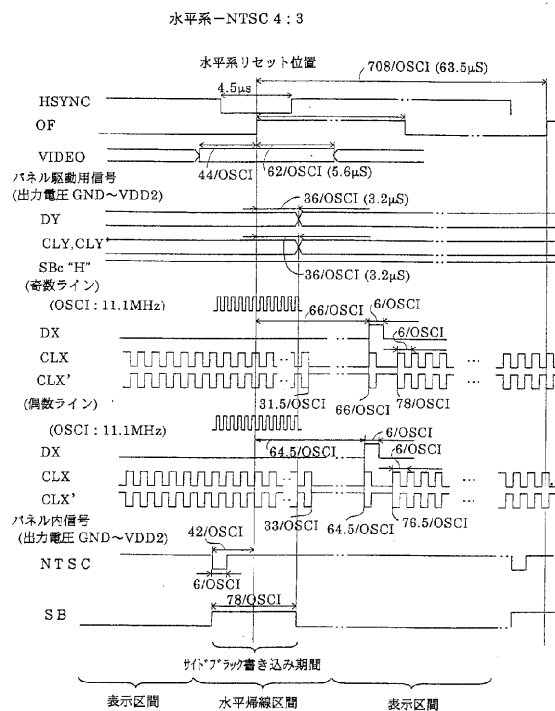 水平系－NTSC 4：3
水平系リセット位置
708/OSCI (63.5μS)
4.5μs
HSYNC
OF
VIDEO
44/OSCI
62/OSCI (5.6μS)
パネル駆動用信号
(出力電圧 GND～VDD2)
36/OSCI (3.2μS)
DY
CLY,CLY'
SBc "H"
36/OSCI (3.2μS)
(奇数ライン)
(OSCI：11.1MHz)
66/OSCI
6/OSCI
DX
6/OSCI
CLX
CLX'
31.5/OSCI
66/OSCI
78/OSCI
(偶数ライン)
(OSCI：11.1MHz)
6/OSCI
DX
64.5/OSCI
6/OSCI
CLX
CLX'
33/OSCI
64.5/OSCI
76.5/OSCI
パネル内信号
(出力電圧 GND～VDD2)
42/OSCI
NTSC
6/OSCI
78/OSCI
SB
ｻｲﾄﾞﾌﾞﾗｯｸ書き込み期間
表示区間
水平帰線区間
表示区間